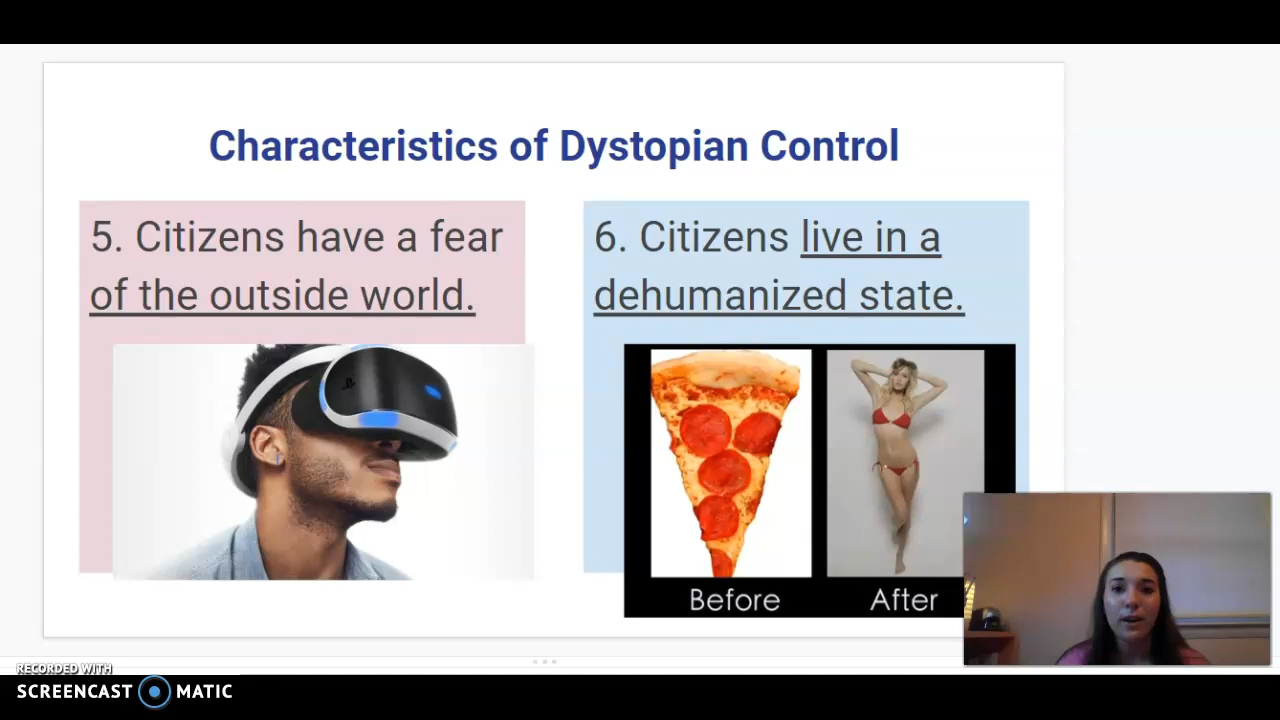 Characteristics of Dystopian Control
5. Citizens have a fear
of the outside world.
6. Citizens live in a
dehumanized state.
Before
After
RECORDED WITH
SCREENCAST MATIC